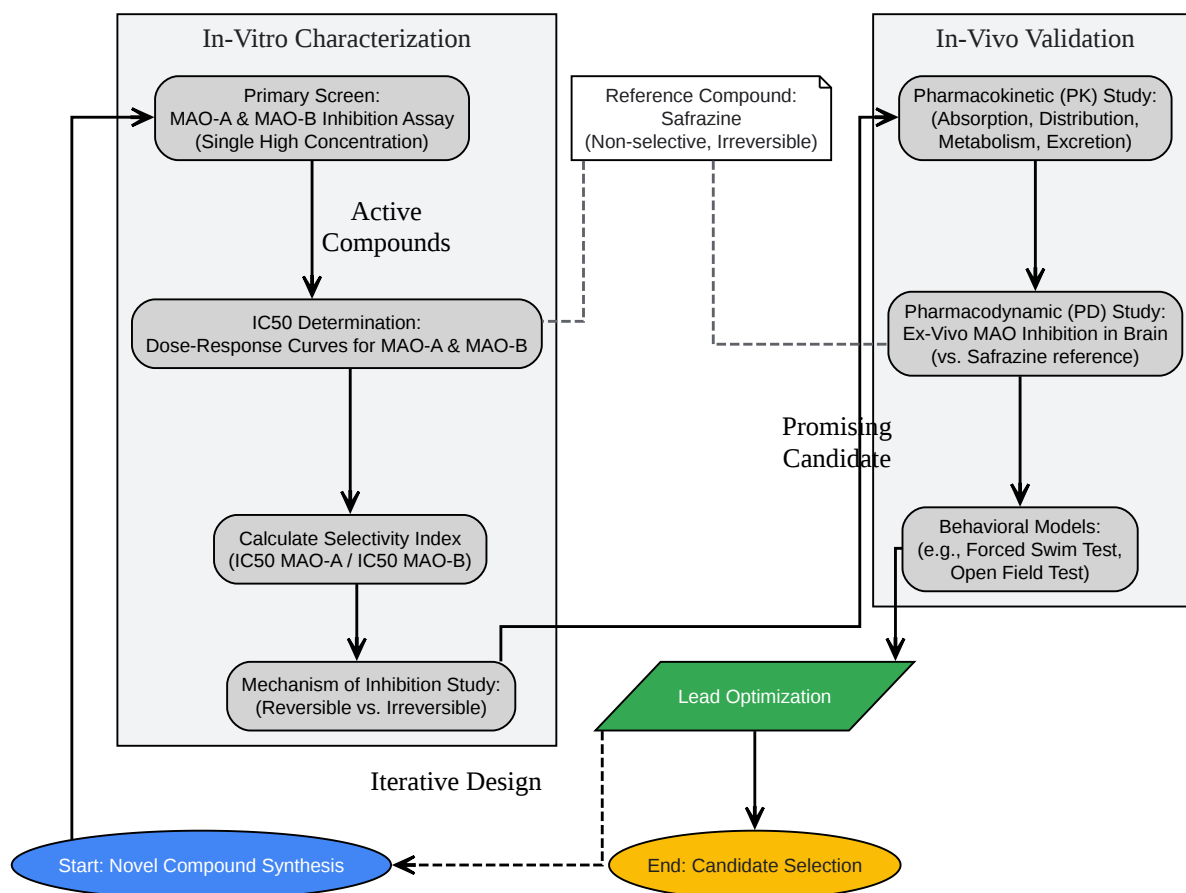 In-Vitro Characterization
Primary Screen:
MAO-A & MAO-B Inhibition Assay
(Single High Concentration)
Active
Compounds
IC50 Determination:
Dose-Response Curves for MAO-A & MAO-B
Calculate Selectivity Index
(IC50 MAO-A / IC50 MAO-B)
Mechanism of Inhibition Study:
(Reversible vs. Irreversible)
Reference Compound:
Safrazine
(Non-selective, Irreversible)
Promising
Candidate
In-Vivo Validation
Pharmacokinetic (PK) Study:
(Absorption, Distribution,
Metabolism, Excretion)
Pharmacodynamic (PD) Study:
Ex-Vivo MAO Inhibition in Brain
(vs. Safrazine reference)
Behavioral Models:
(e.g., Forced Swim Test,
Open Field Test)
Lead Optimization
Iterative Design
Start: Novel Compound Synthesis
End: Candidate Selection